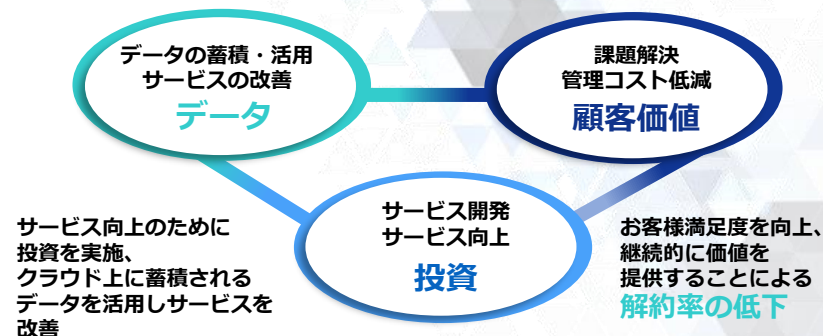 データの蓄積・活用
サービスの改善
データ
課題解決
管理コスト低減
顧客価値
サービス開発
サービス向上
投資
サービス向上のために
投資を実施、
クラウド上に蓄積される
データを活用しサービスを
改善
お客様満足度を向上、
継続的に価値を
提供することによる
解約率の低下